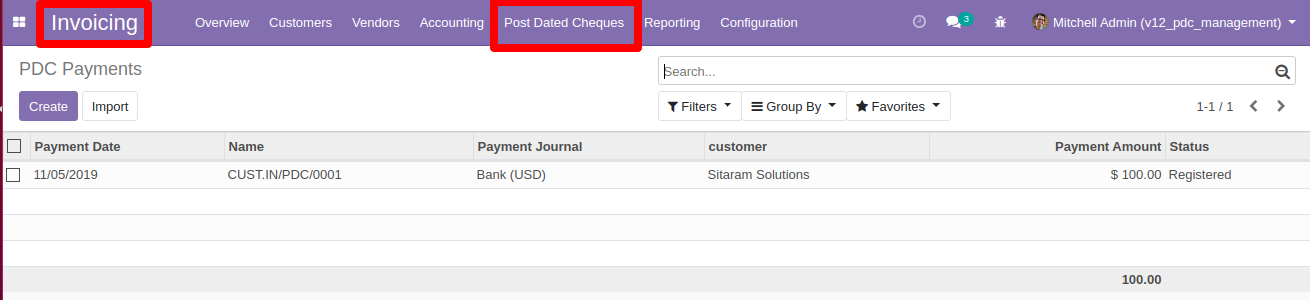 Invoicing Overview Customers Vendors Accounting Post Dated Cheques Reporting Configuration 3 Mitchell Admin (v12_pdc_management)
PDC Payments Search...
Create Import Filters Group By Favorites 1-1 / 1
Payment Date Name Payment Journal customer Payment Amount Status
11/05/2019 CUST.IN/PDC/0001 Bank (USD) Sitaram Solutions $ 100.00 Registered
100.00